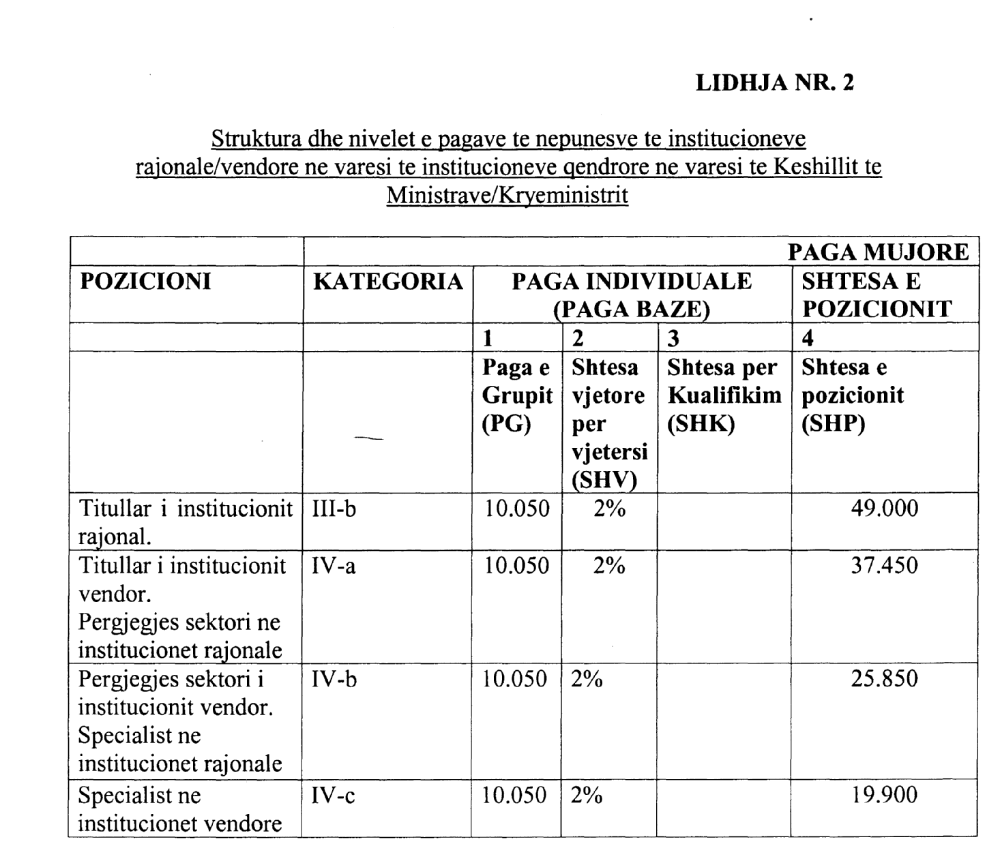 LIDHJA NR. 2
Struktura dhe nivelet e pagave te nepunesve te institucioneve
rajonale/vendore ne varesi te institucioneve qendrore ne varesi te Keshillit te
Ministrave/Kryeministrit
PAGA MUJORE
POZICIONI KATEGORIA PAGA INDIVIDUALE SHTESA E
(PAGA BAZE) POZICIONIT
1 2 3 4
Paga e Shtesa Shtesa per Shtesa e
Grupit vjetore Kualifikim pozicionit
(PG) per (SHK) (SHP)
vjetersi
(SHV)
Titullar i institucionit III-b 10.050 2% 49.000
rajonal.
Titullar i institucionit IV-a 10.050 2% 37.450
vendor.
Pergjegjes sektori ne
institucionet rajonale
Pergjegjes sektori i IV-b 10.050 2% 25.850
institucionit vendor.
Specialist ne
institucionet rajonale
Specialist ne IV-c 10.050 2% 19.900
institucionet vendore